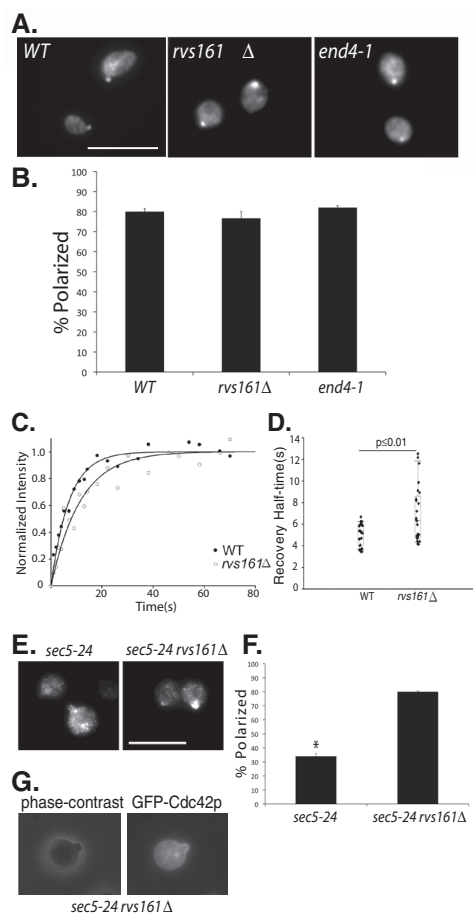 A.
WT
rvs161 Δ
end4-1
B.
% Polarized
100
90
80
70
60
50
40
30
20
10
0
WT
rvs161Δ
end4-1
C.
Normalized Intensity
1.0
0.8
0.6
0.4
0.2
0
20
40
60
80
Time(s)
WT
rvs161Δ
D.
p≤0.01
Recovery Half-time(s)
14
12
10
8
6
4
2
0
WT
rvs161Δ
E.
sec5-24
sec5-24 rvs161Δ
F.
% Polarized
100
90
80
70
60
50
40
30
20
10
0
*
sec5-24
sec5-24 rvs161Δ
G.
phase-contrast
GFP-Cdc42p
sec5-24 rvs161Δ